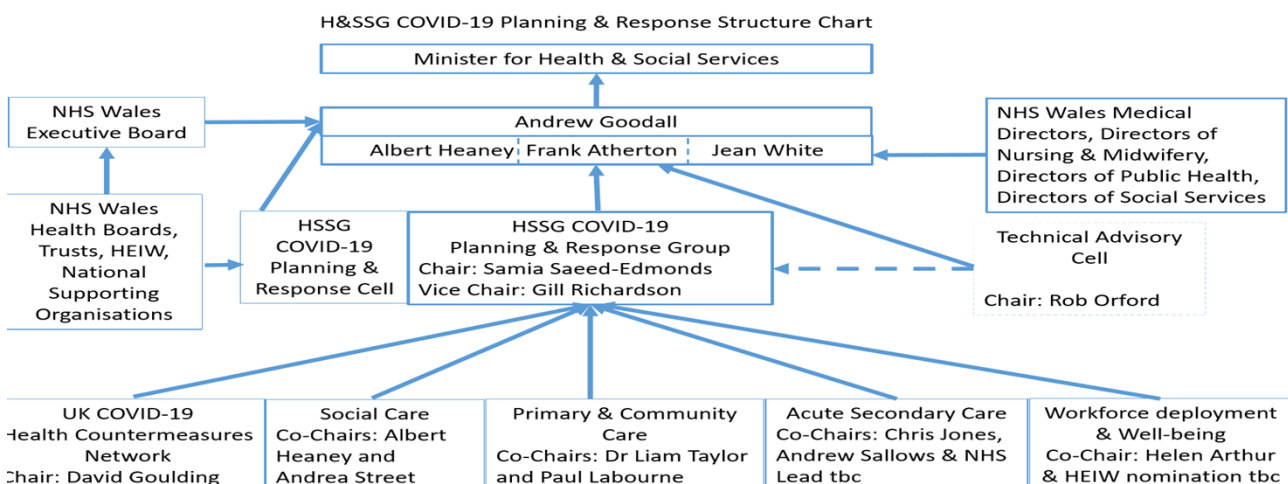 H&SSG COVID-19 Planning & Response Structure Chart
Minister for Health & Social Services
NHS Wales
Executive Board
Andrew Goodall
Albert Heaney
Frank Atherton
Jean White
NHS Wales Medical
Directors, Directors of
Nursing & Midwifery,
Directors of Public Health,
Directors of Social Services
NHS Wales
Health Boards,
Trusts, HEIW,
National
Supporting
Organisations
HSSG
COVID-19
Planning &
Response Cell
HSSG COVID-19
Planning & Response Group
Chair: Samia Saeed-Edmonds
Vice Chair: Gill Richardson
Technical Advisory
Cell
Chair: Rob Orford
UK COVID-19
Health Countermeasures
Network
Chair: David Goulding
Social Care
Co-Chairs: Albert
Heaney and
Andrea Street
Primary & Community
Care
Co-Chairs: Dr Liam Taylor
and Paul Labourne
Acute Secondary Care
Co-Chairs: Chris Jones,
Andrew Sallows & NHS
Lead tbc
Workforce deployment
& Well-being
Co-Chair: Helen Arthur
& HEIW nomination tbc